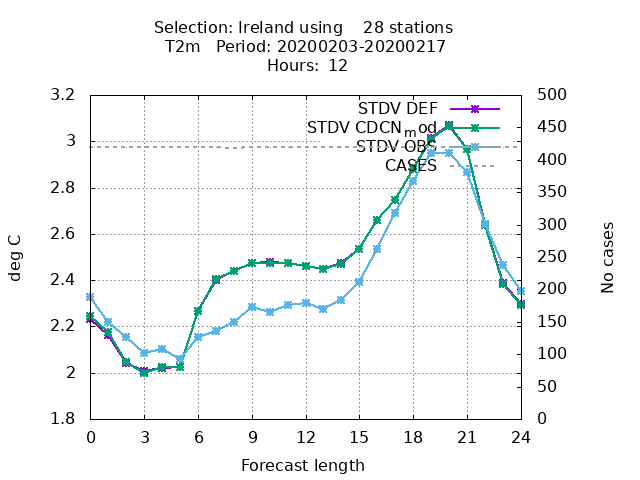 Selection: Ireland using    28 stations
T2m   Period: 20200203-20200217
Hours:  12
STDV DEF
STDV CDCN_mod
STDV OBS
CASES
3.2
3
2.8
2.6
2.4
2.2
2
1.8
deg C
500
450
400
350
300
250
200
150
100
50
0
No cases
0 3 6 9 12 15 18 21 24
Forecast length